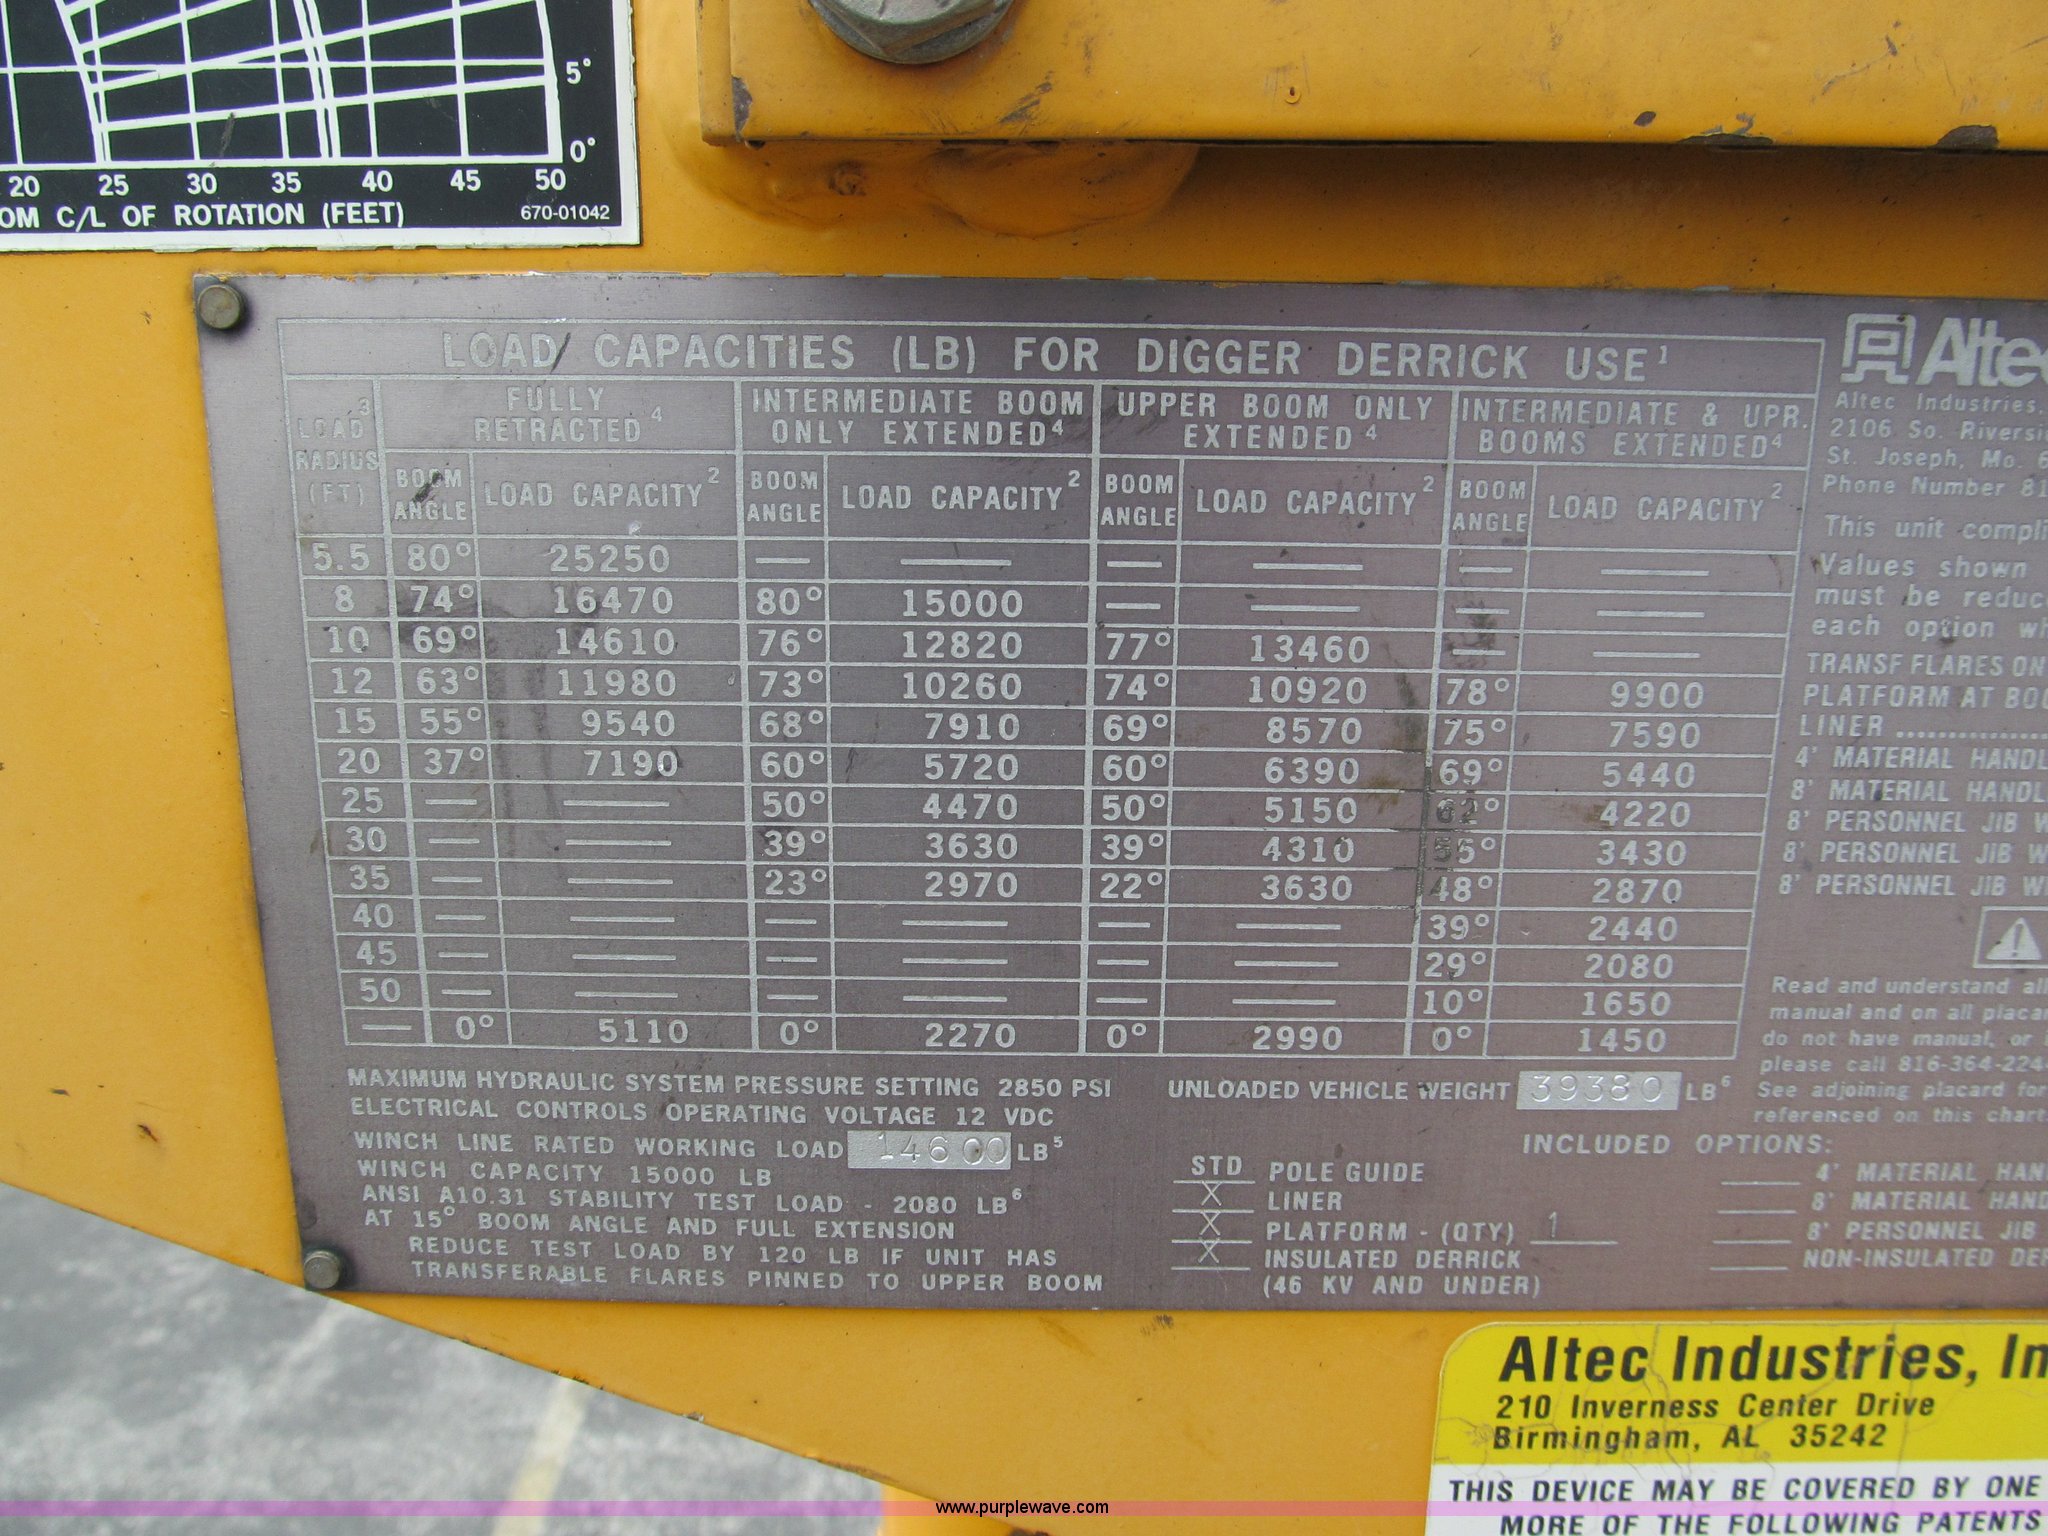 5°
0°
20 25 30 35 40 45 50
OM C/L OF ROTATION (FEET)
670-01042
LOAD CAPACITIES (LB) FOR DIGGER DERRICK USE¹
LOAD³ RADIUS (FT)
FULLY RETRACTED⁴
INTERMEDIATE BOOM ONLY EXTENDED⁴
UPPER BOOM ONLY EXTENDED⁴
INTERMEDIATE & UPR. BOOMS EXTENDED⁴
BOOM ANGLE LOAD CAPACITY² BOOM ANGLE LOAD CAPACITY² BOOM ANGLE LOAD CAPACITY² BOOM ANGLE LOAD CAPACITY²
5.5 80° 25250 — — — — — —
8 74° 16470 80° 15000 — — — —
10 69° 14610 76° 12820 77° 13460 — —
12 63° 11980 73° 10260 74° 10920 78° 9900
15 55° 9540 68° 7910 69° 8570 75° 7590
20 37° 7190 60° 5720 60° 6390 69° 5440
25 — — 50° 4470 50° 5150 62° 4220
30 — — 39° 3630 39° 4310 55° 3430
35 — — 23° 2970 22° 3630 48° 2870
40 — — — — — — 39° 2440
45 — — — — — — 29° 2080
50 — — — — — — 10° 1650
— 0° 5110 0° 2270 0° 2990 0° 1450
MAXIMUM HYDRAULIC SYSTEM PRESSURE SETTING 2850 PSI
ELECTRICAL CONTROLS OPERATING VOLTAGE 12 VDC
WINCH LINE RATED WORKING LOAD 14600 LB⁵
WINCH CAPACITY 15000 LB
ANSI A10.31 STABILITY TEST LOAD - 2080 LB⁶
AT 15° BOOM ANGLE AND FULL EXTENSION
REDUCE TEST LOAD BY 120 LB IF UNIT HAS
TRANSFERABLE FLARES PINNED TO UPPER BOOM
UNLOADED VEHICLE WEIGHT 39380 LB⁶
INCLUDED OPTIONS:
STD POLE GUIDE
X LINER
X PLATFORM - (QTY) 1
X INSULATED DERRICK
(46 KV AND UNDER)
4' MATERIAL HAN
8' MATERIAL HAND
8' PERSONNEL JIB
NON-INSULATED DE
Altec
Altec Industries,
2106 So. Riversi
St. Joseph, Mo. 6
Phone Number 81
This unit compli
Values shown
must be reduc
each option wh
TRANSF FLARES ON
PLATFORM AT BOO
LINER ................
4' MATERIAL HANDL
8' MATERIAL HANDL
8' PERSONNEL JIB W
8' PERSONNEL JIB W
8' PERSONNEL JIB WI
Read and understand all
manual and on all placar
do not have manual, or
please call 816-364-224
See adjoining placard for
referenced on this chart
Altec Industries, In
210 Inverness Center Drive
Birmingham, AL 35242
THIS DEVICE MAY BE COVERED BY ONE
MORE OF THE FOLLOWING PATENTS
www.purplewave.com